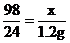 98/24 = x/1.2g